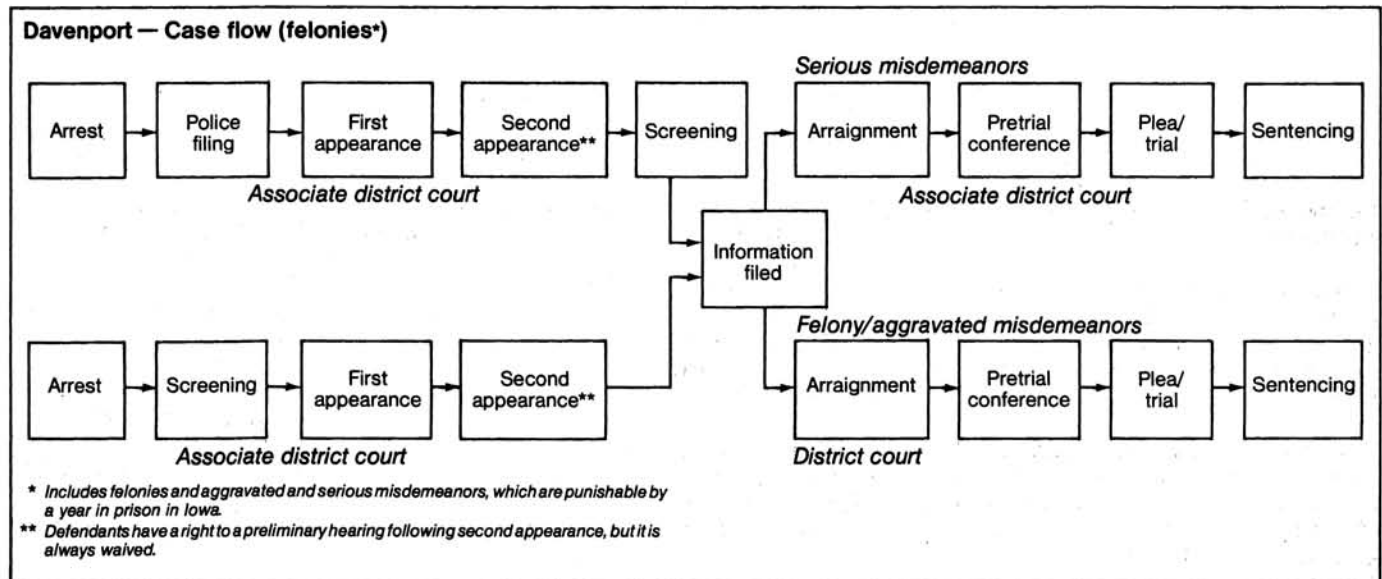 Davenport — Case flow (felonies*)
Serious misdemeanors
Arrest
Police
filing
First
appearance
Second
appearance**
Screening
Arraignment
Pretrial
conference
Plea/
trial
Sentencing
Associate district court
Associate district court
Information
filed
Felony/aggravated misdemeanors
Arrest
Screening
First
appearance
Second
appearance**
Arraignment
Pretrial
conference
Plea/
trial
Sentencing
Associate district court
District court
* Includes felonies and aggravated and serious misdemeanors, which are punishable by
a year in prison in Iowa.
** Defendants have a right to a preliminary hearing following second appearance, but it is
always waived.